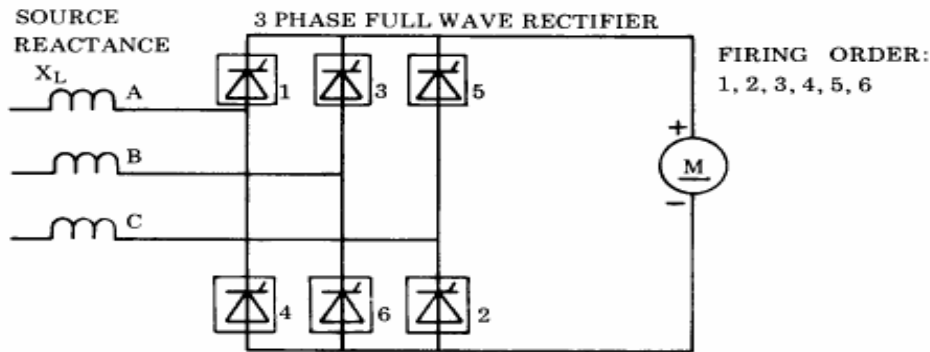 SOURCE
REACTANCE
X_L
3 PHASE FULL WAVE RECTIFIER
FIRING ORDER:
1, 2, 3, 4, 5, 6
A
1
3
5
B
+
M
-
C
4
6
2